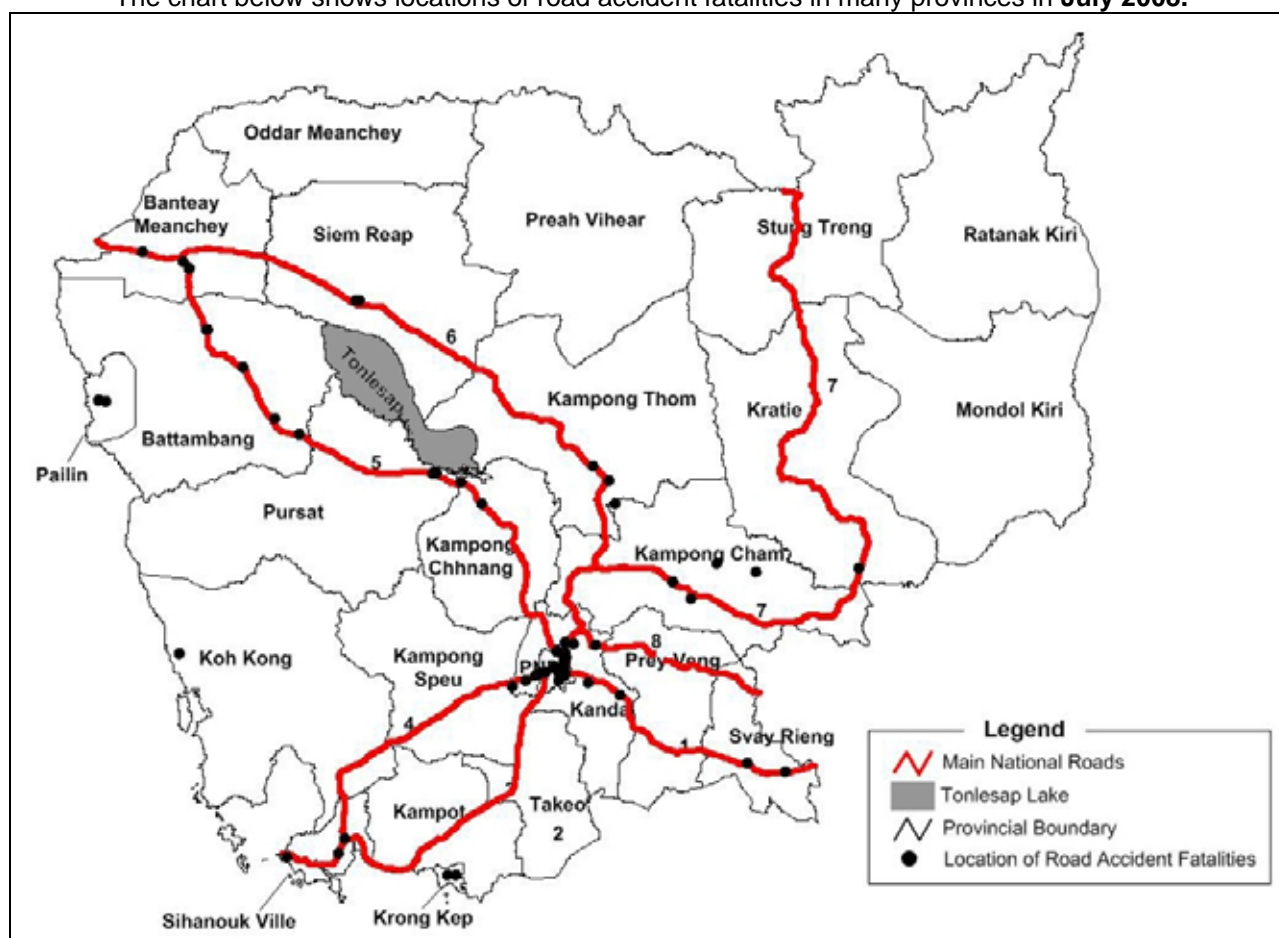 The chart below shows locations of road accident fatalities in many provinces in July 2008.
Oddar Meanchey
Banteay
Meanchey
Siem Reap
Preah Vihear
Stung Treng
Ratanak Kiri
6
Tonlesap
Kampong Thom
Kratie
7
Mondol Kiri
Battambang
Pailin
5
Pursat
Kampong
Chhnang
Kampong Cham
7
Koh Kong
Kampong
Speu
8
Prey Veng
Kandal
4
1
Svay Rieng
Kampot
Takeo
2
Sihanouk Ville
Krong Kep
Legend
Main National Roads
Tonlesap Lake
Provincial Boundary
Location of Road Accident Fatalities